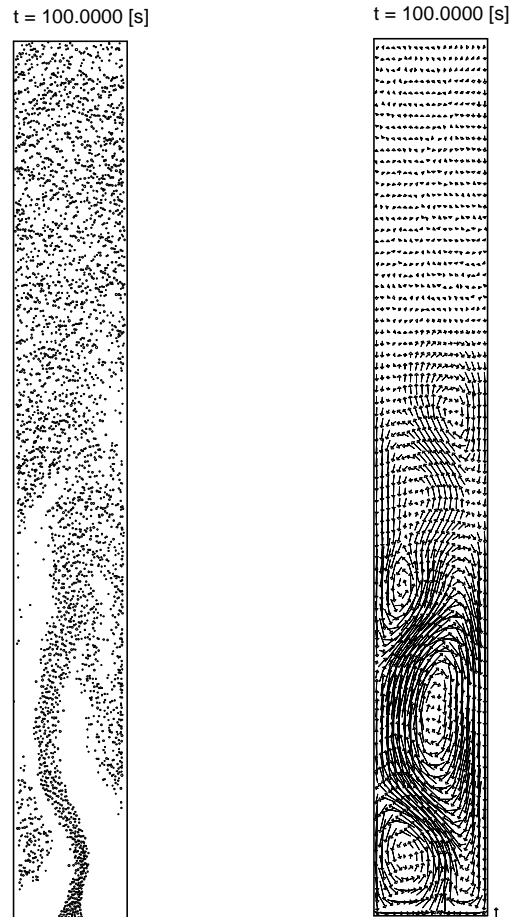 t = 100.0000 [s]
t = 100.0000 [s]